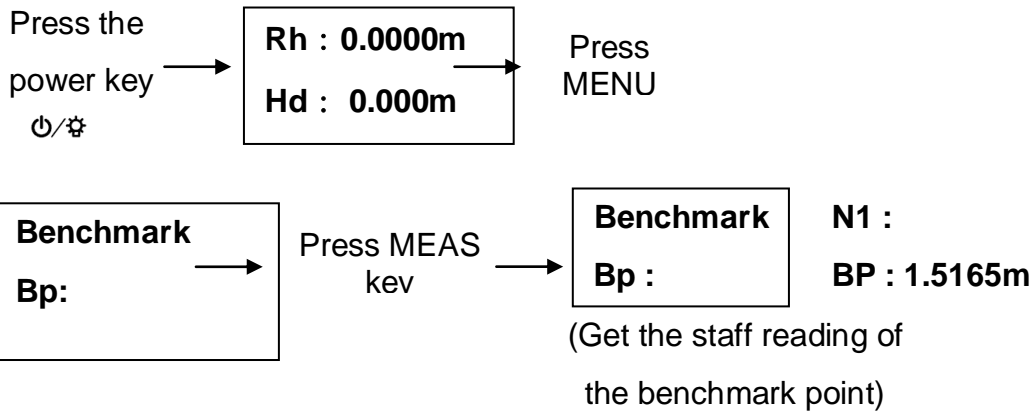 Press the
power key
⏻/💡
Rh : 0.0000m
Hd : 0.000m
Press
MENU
Benchmark
Bp:
Press MEAS
kev
Benchmark
Bp :
N1 :
BP : 1.5165m
(Get the staff reading of
the benchmark point)